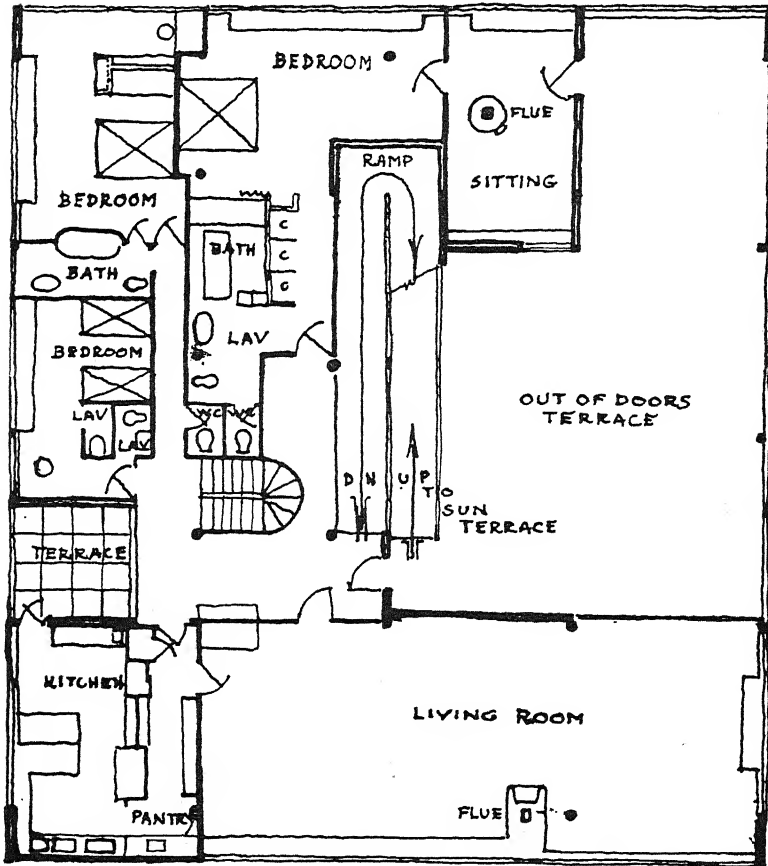 BEDROOM
FLUE
RAMP
SITTING
BEDROOM
BATH
C
C
C
BATH
LAV
BEDROOM
OUT OF DOORS
TERRACE
LAV
LAV
WC
WC
DN
UP
TO
SUN
TERRACE
TERRACE
KITCHEN
LIVING ROOM
PANTRY
FLUE